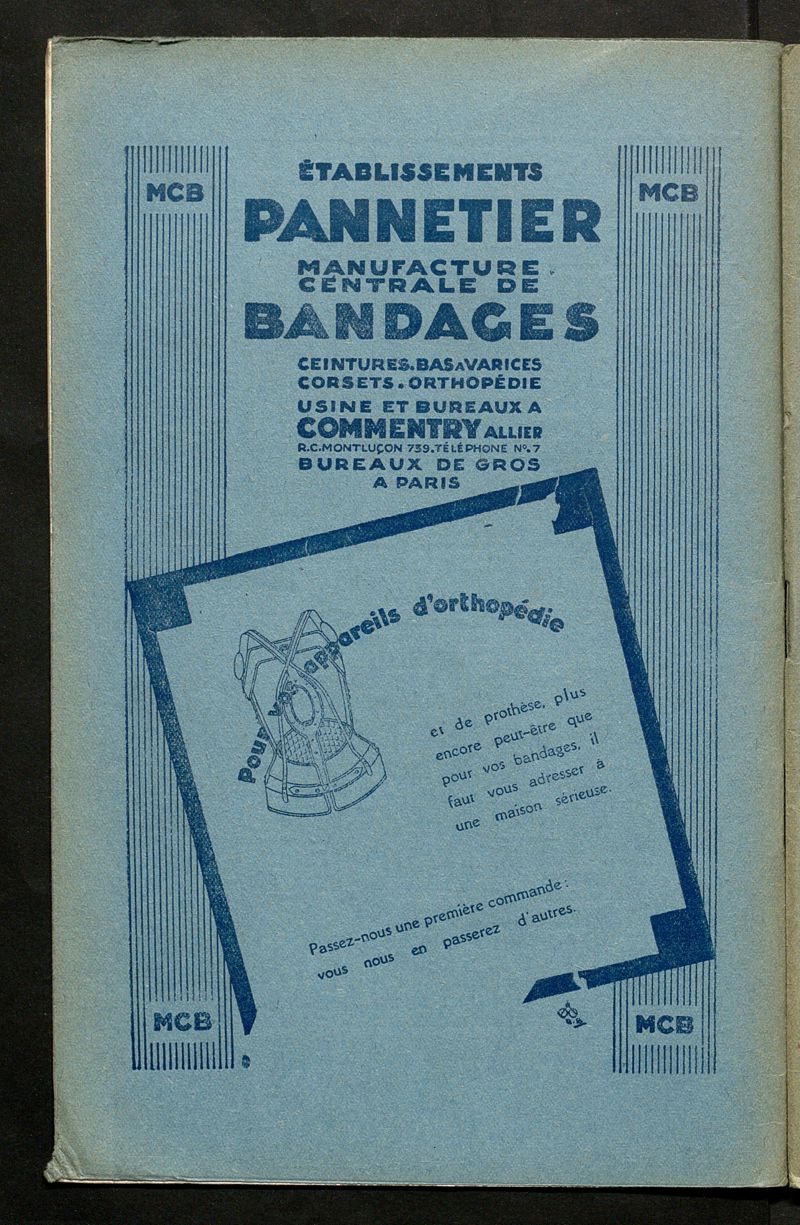 MCB
MCB
ÉTABLISSEMENTS
PANNETIER
MANUFACTURE
CENTRALE DE
BANDAGES
CEINTURES.BAS A VARICES
CORSETS.ORTHOPÉDIE
USINE ET BUREAUX A
COMMENTRY ALLIER
R.C.MONTLUÇON 739.TÉLÉPHONE Nº.7
BUREAUX DE GROS
A PARIS
Pour vos appareils d'orthopédie
et de prothèse, plus
encore peut-être que
pour vos bandages, il
faut vous adresser à
une maison sérieuse.
Passez-nous une première commande :
vous nous en passerez d'autres.
MCB
MCB